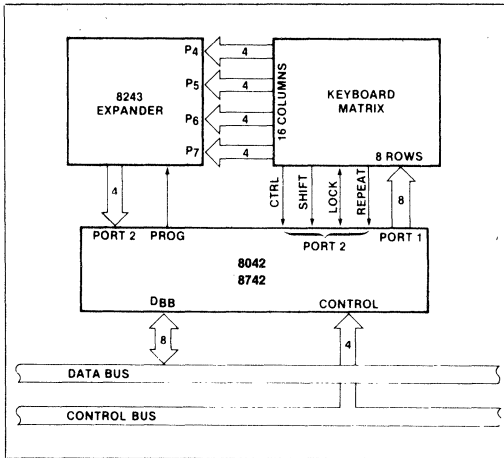 8243
EXPANDER
P4
P5
P6
P7
4
4
4
4
16 COLUMNS
KEYBOARD
MATRIX
8 ROWS
4
CTRL
SHIFT
LOCK
REPEAT
8
PORT 2
PROG
PORT 2
PORT 1
8042
8742
DBB
CONTROL
8
4
DATA BUS
CONTROL BUS